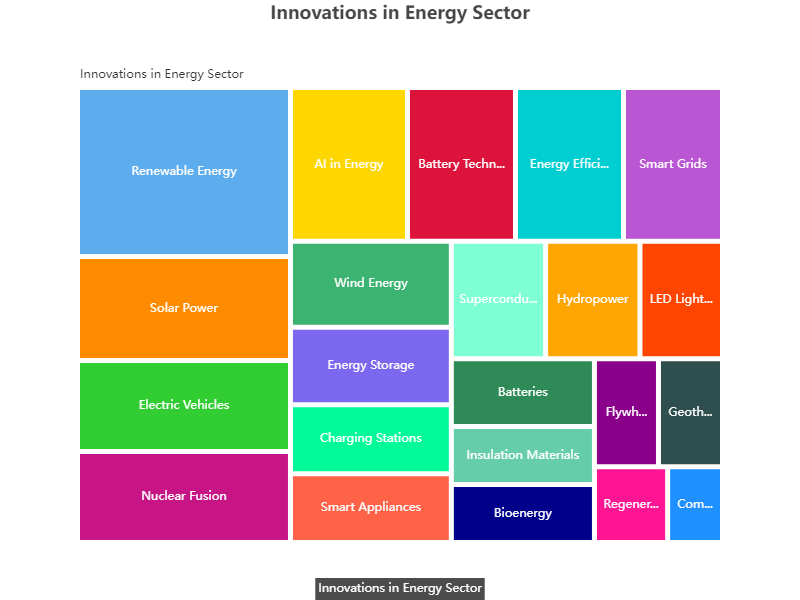 Innovations in Energy Sector
Innovations in Energy Sector
Renewable Energy
AI in Energy
Battery Techn...
Energy Effici...
Smart Grids
Solar Power
Wind Energy
Supercondu...
Hydropower
LED Light...
Electric Vehicles
Energy Storage
Batteries
Flywh...
Geoth...
Charging Stations
Insulation Materials
Nuclear Fusion
Smart Appliances
Bioenergy
Regener...
Com...
Innovations in Energy Sector